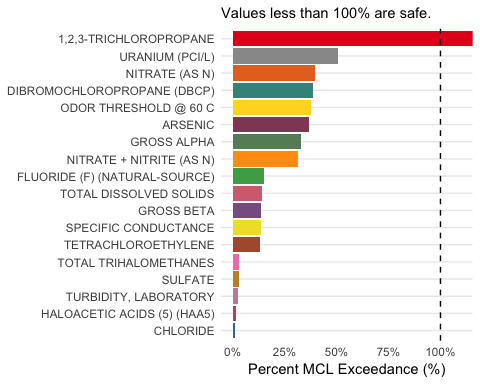 Values less than 100% are safe.
1,2,3-TRICHLOROPROPANE
URANIUM (PCI/L)
NITRATE (AS N)
DIBROMOCHLOROPROPANE (DBCP)
ODOR THRESHOLD @ 60 C
ARSENIC
GROSS ALPHA
NITRATE + NITRITE (AS N)
FLUORIDE (F) (NATURAL-SOURCE)
TOTAL DISSOLVED SOLIDS
GROSS BETA
SPECIFIC CONDUCTANCE
TETRACHLOROETHYLENE
TOTAL TRIHALOMETHANES
SULFATE
TURBIDITY, LABORATORY
HALOACETIC ACIDS (5) (HAA5)
CHLORIDE
0% 25% 50% 75% 100%
Percent MCL Exceedance (%)